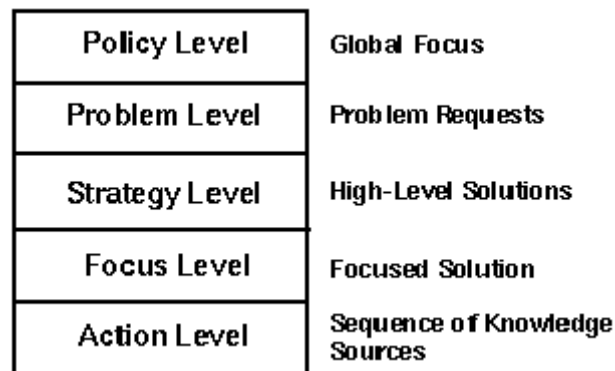 Policy Level
Global Focus
Problem Level
Problem Requests
Strategy Level
High-Level Solutions
Focus Level
Focused Solution
Action Level
Sequence of Knowledge
Sources